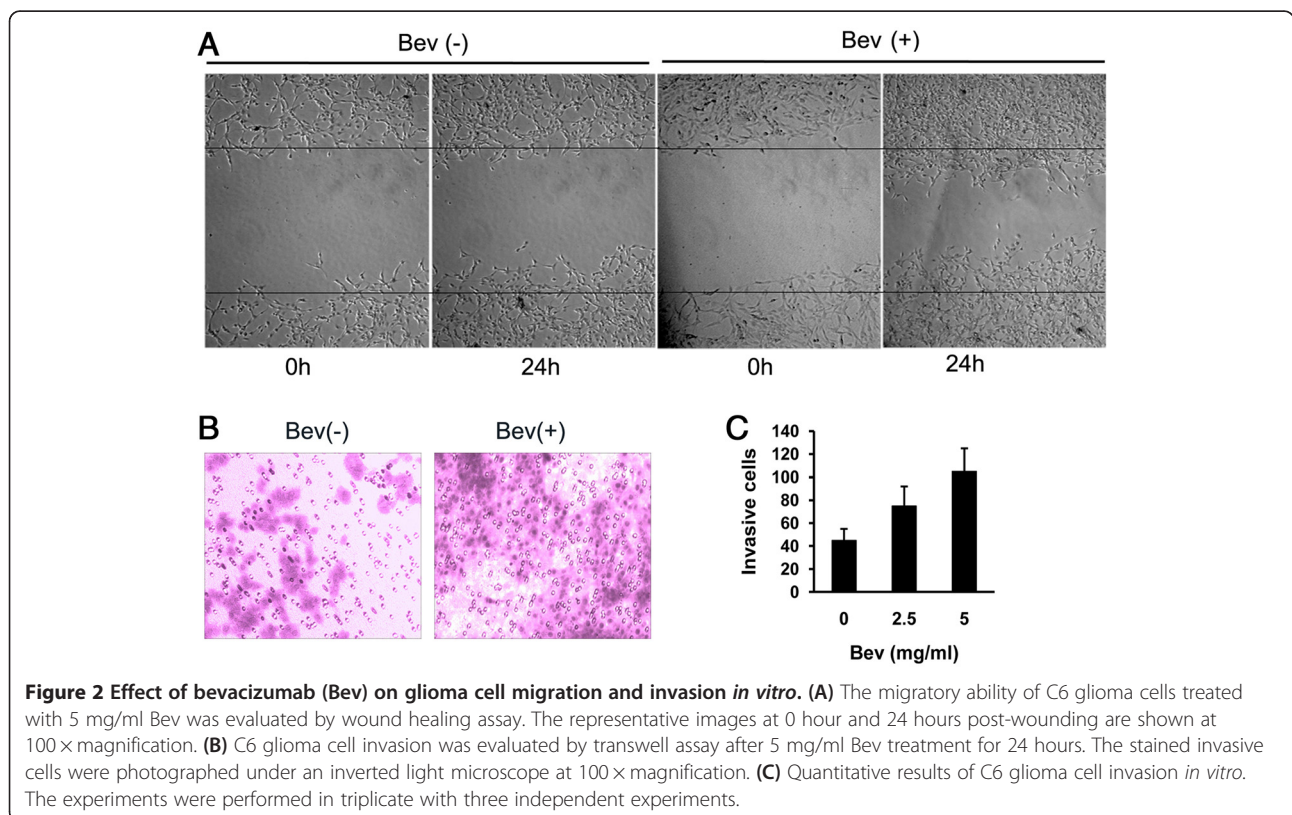 A
Bev (-)
Bev (+)
0h
24h
0h
24h
B
Bev(-)
Bev(+)
C
Invasive cells
140
120
100
80
60
40
20
0
0
2.5
5
Bev (mg/ml)
Figure 2 Effect of bevacizumab (Bev) on glioma cell migration and invasion in vitro. (A) The migratory ability of C6 glioma cells treated
with 5 mg/ml Bev was evaluated by wound healing assay. The representative images at 0 hour and 24 hours post-wounding are shown at
100 × magnification. (B) C6 glioma cell invasion was evaluated by transwell assay after 5 mg/ml Bev treatment for 24 hours. The stained invasive
cells were photographed under an inverted light microscope at 100 × magnification. (C) Quantitative results of C6 glioma cell invasion in vitro.
The experiments were performed in triplicate with three independent experiments.